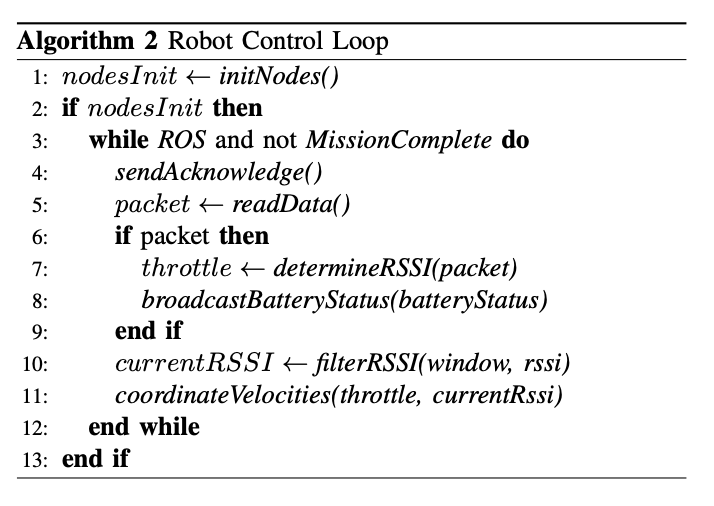 Algorithm 2 Robot Control Loop
1: nodesInit ← initNodes()
2: if nodesInit then
3: while ROS and not MissionComplete do
4: sendAcknowledge()
5: packet ← readData()
6: if packet then
7: throttle ← determineRSSI(packet)
8: broadcastBatteryStatus(batteryStatus)
9: end if
10: currentRSSI ← filterRSSI(window, rssi)
11: coordinateVelocities(throttle, currentRssi)
12: end while
13: end if